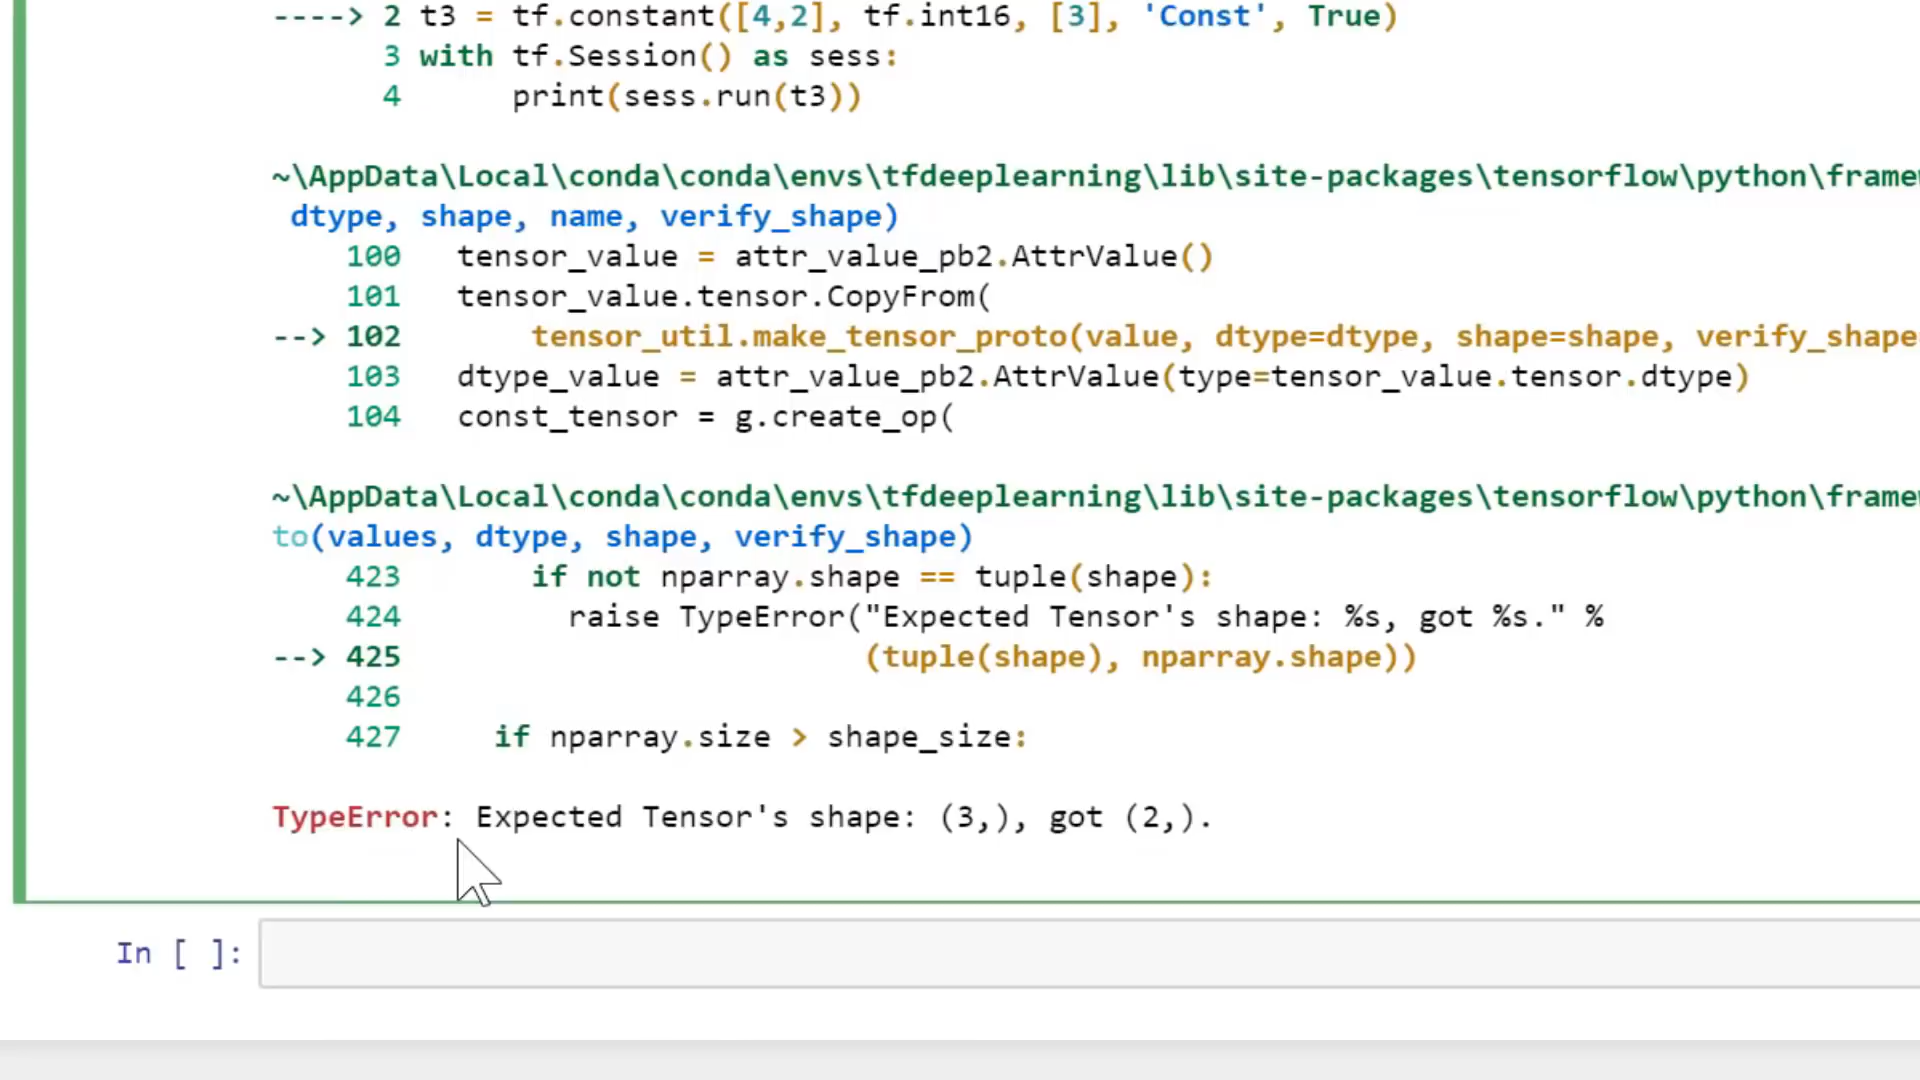 ----> 2 t3 = tf.constant([4,2], tf.int16, [3], 'Const', True)
3 with tf.Session() as sess:
4     print(sess.run(t3))
~\AppData\Local\conda\conda\envs\tfdeeplearning\lib\site-packages\tensorflow\python\frame
dtype, shape, name, verify_shape)
100   tensor_value = attr_value_pb2.AttrValue()
101   tensor_value.tensor.CopyFrom(
--> 102       tensor_util.make_tensor_proto(value, dtype=dtype, shape=shape, verify_shape=
103   dtype_value = attr_value_pb2.AttrValue(type=tensor_value.tensor.dtype)
104   const_tensor = g.create_op(
~\AppData\Local\conda\conda\envs\tfdeeplearning\lib\site-packages\tensorflow\python\frame
to(values, dtype, shape, verify_shape)
423       if not nparray.shape == tuple(shape):
424         raise TypeError("Expected Tensor's shape: %s, got %s." %
--> 425                         (tuple(shape), nparray.shape))
426
427     if nparray.size > shape_size:
TypeError: Expected Tensor's shape: (3,), got (2,).
In [ ]: